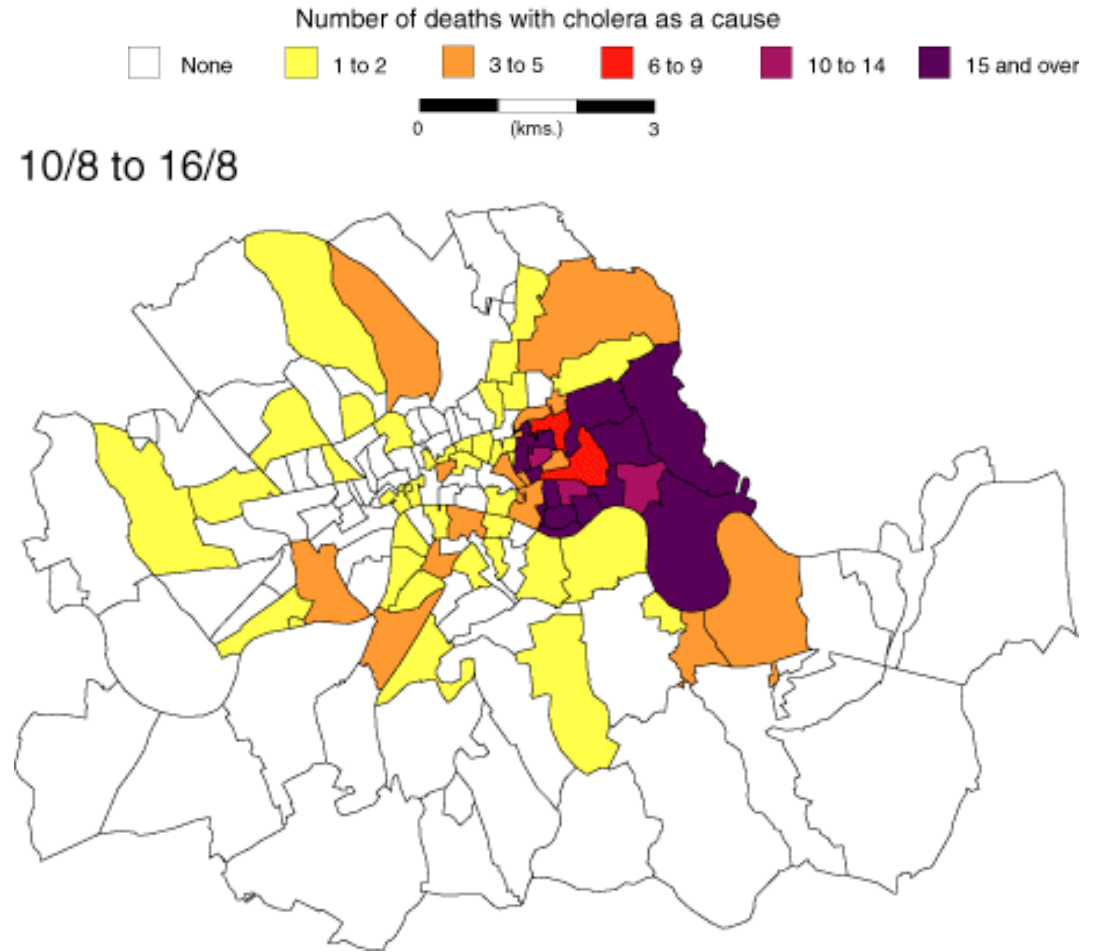 Number of deaths with cholera as a cause
None 1 to 2 3 to 5 6 to 9 10 to 14 15 and over
0 (kms.) 3
10/8 to 16/8